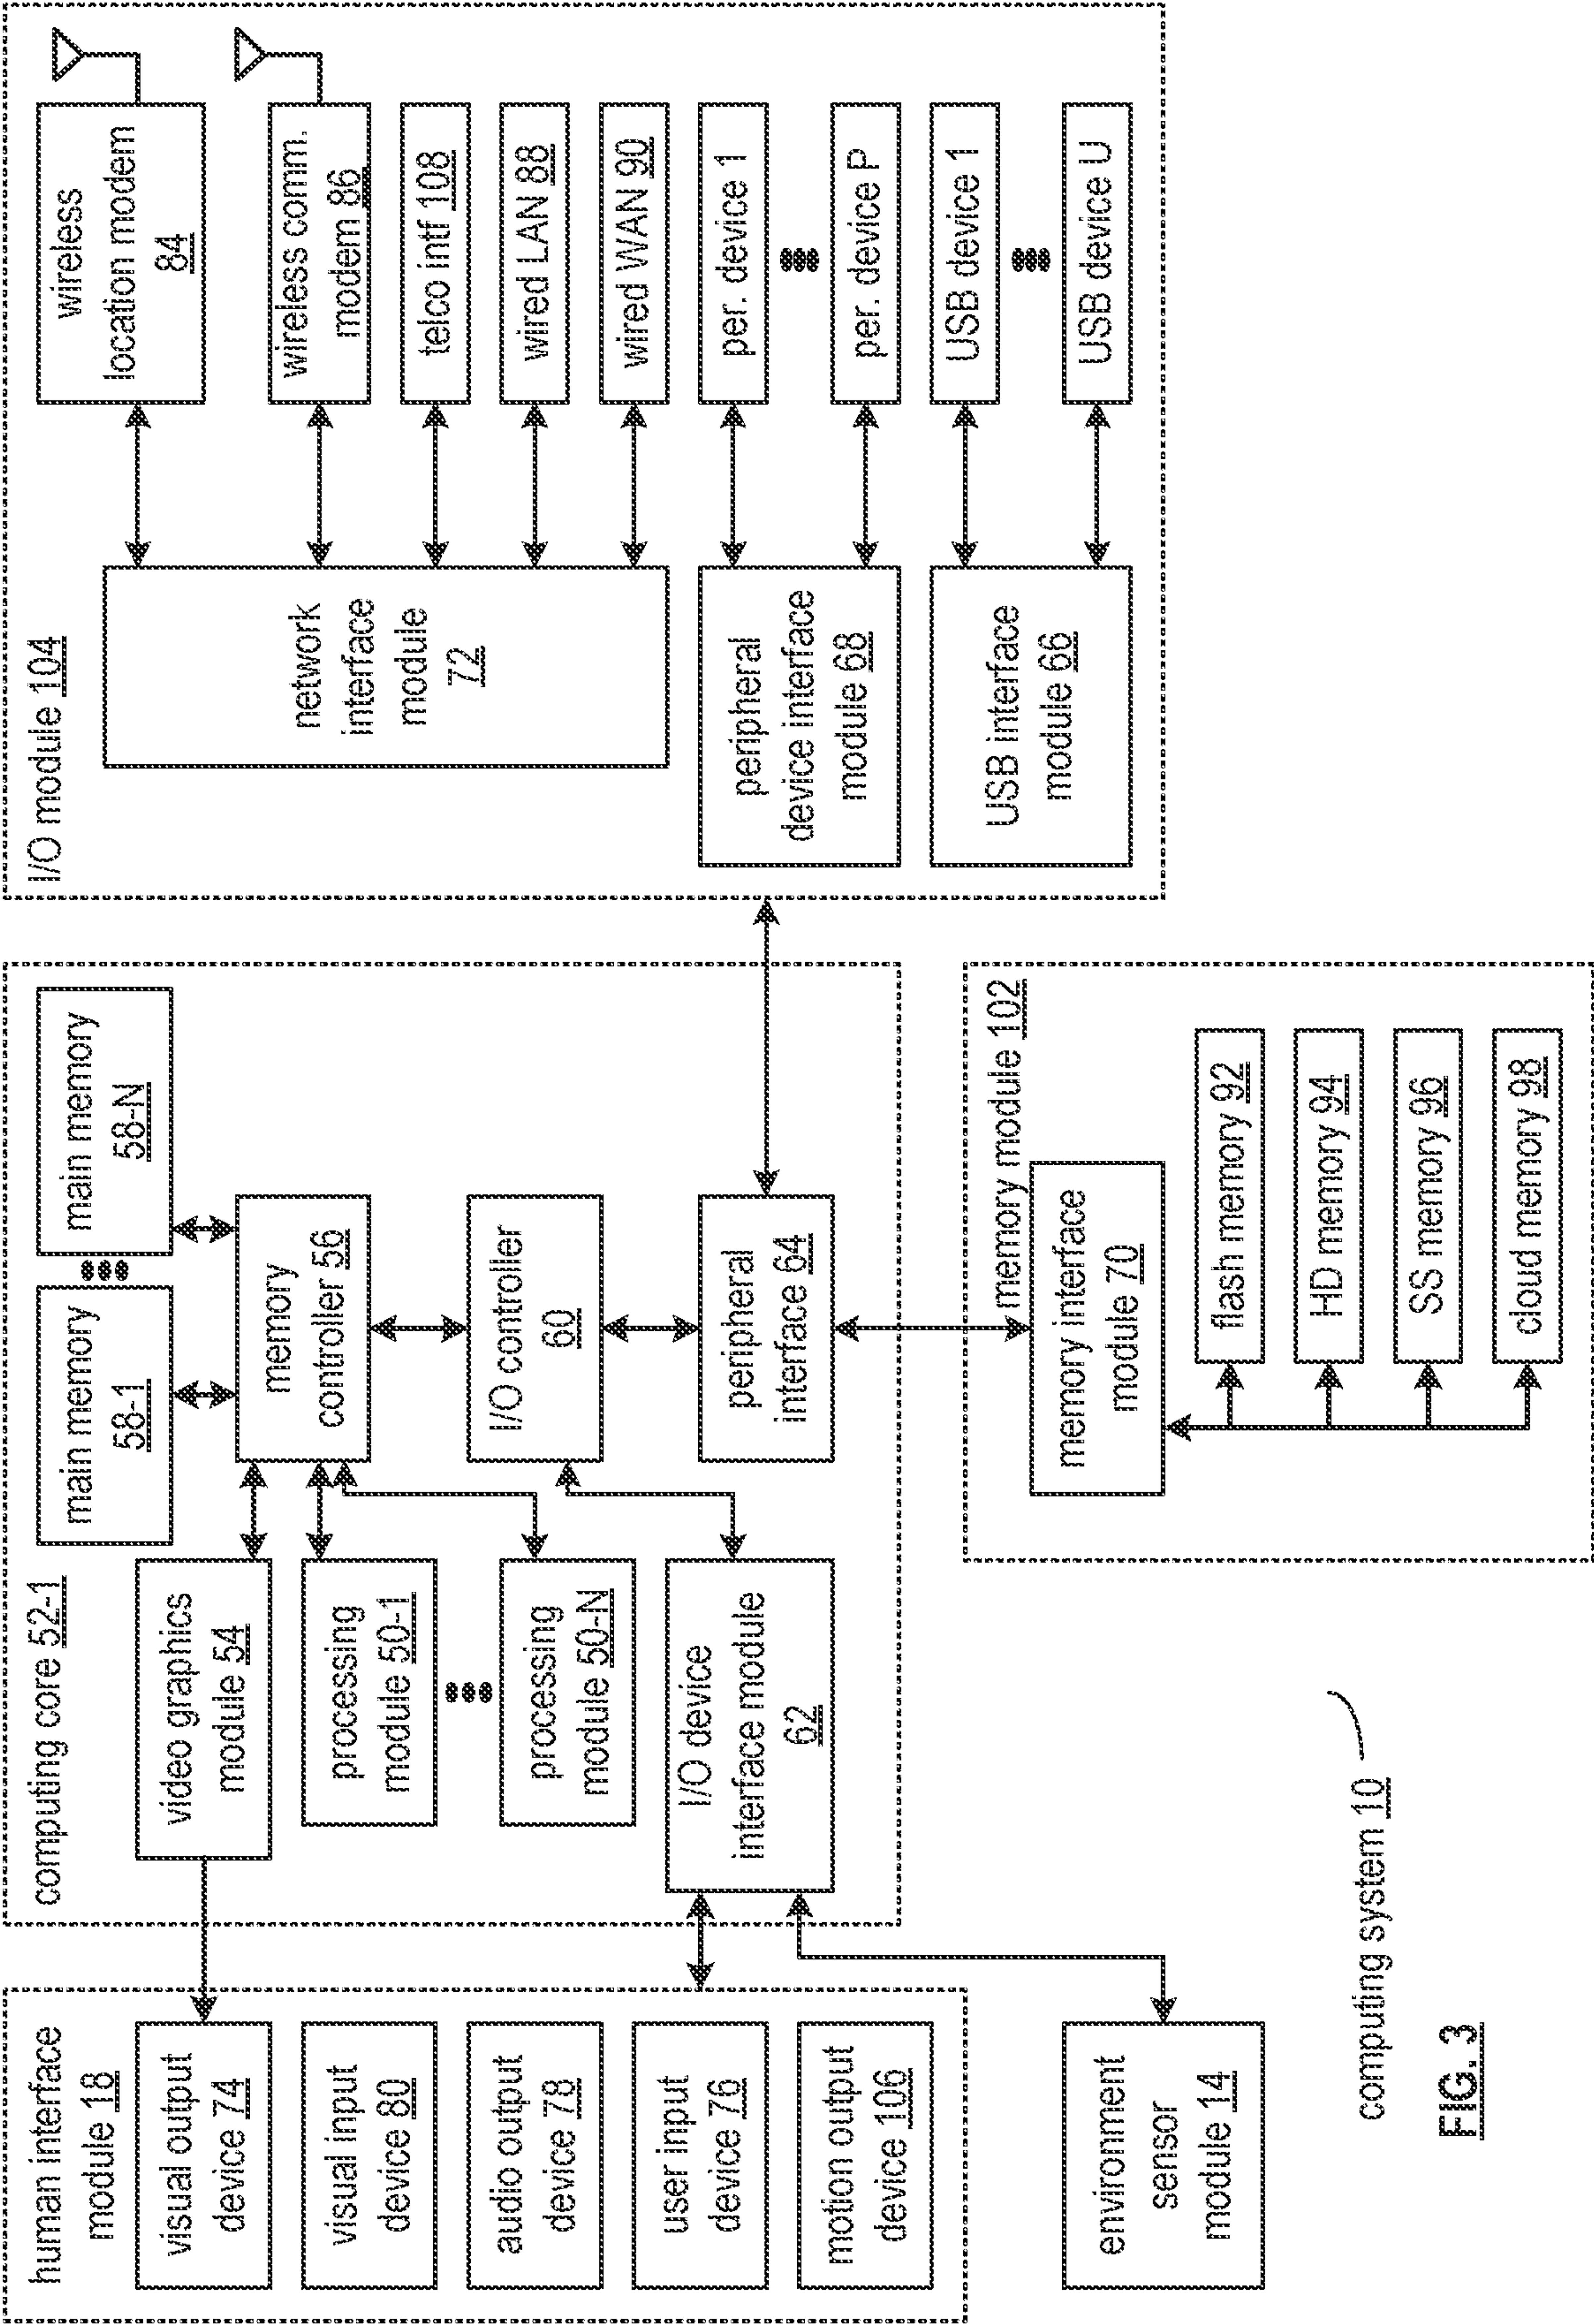 human interface
module 18
visual output
device 74
visual input
device 80
audio output
device 78
user input
device 76
motion output
device 106
environment
sensor
module 14
computing core 52-1
video graphics
module 54
processing
module 50-1
processing
module 50-N
I/O device
interface module
62
main memory
58-1
main memory
58-N
memory
controller 56
I/O controller
60
peripheral
interface 64
memory module 102
memory interface
module 70
flash memory 92
HD memory 94
SS memory 96
cloud memory 98
I/O module 104
network
interface
module
72
peripheral
device interface
module 68
USB interface
module 66
wireless
location modem
84
wireless comm.
modem 86
telco intf 108
wired LAN 88
wired WAN 90
per. device 1
per. device P
USB device 1
USB device U
computing system 10
FIG. 3